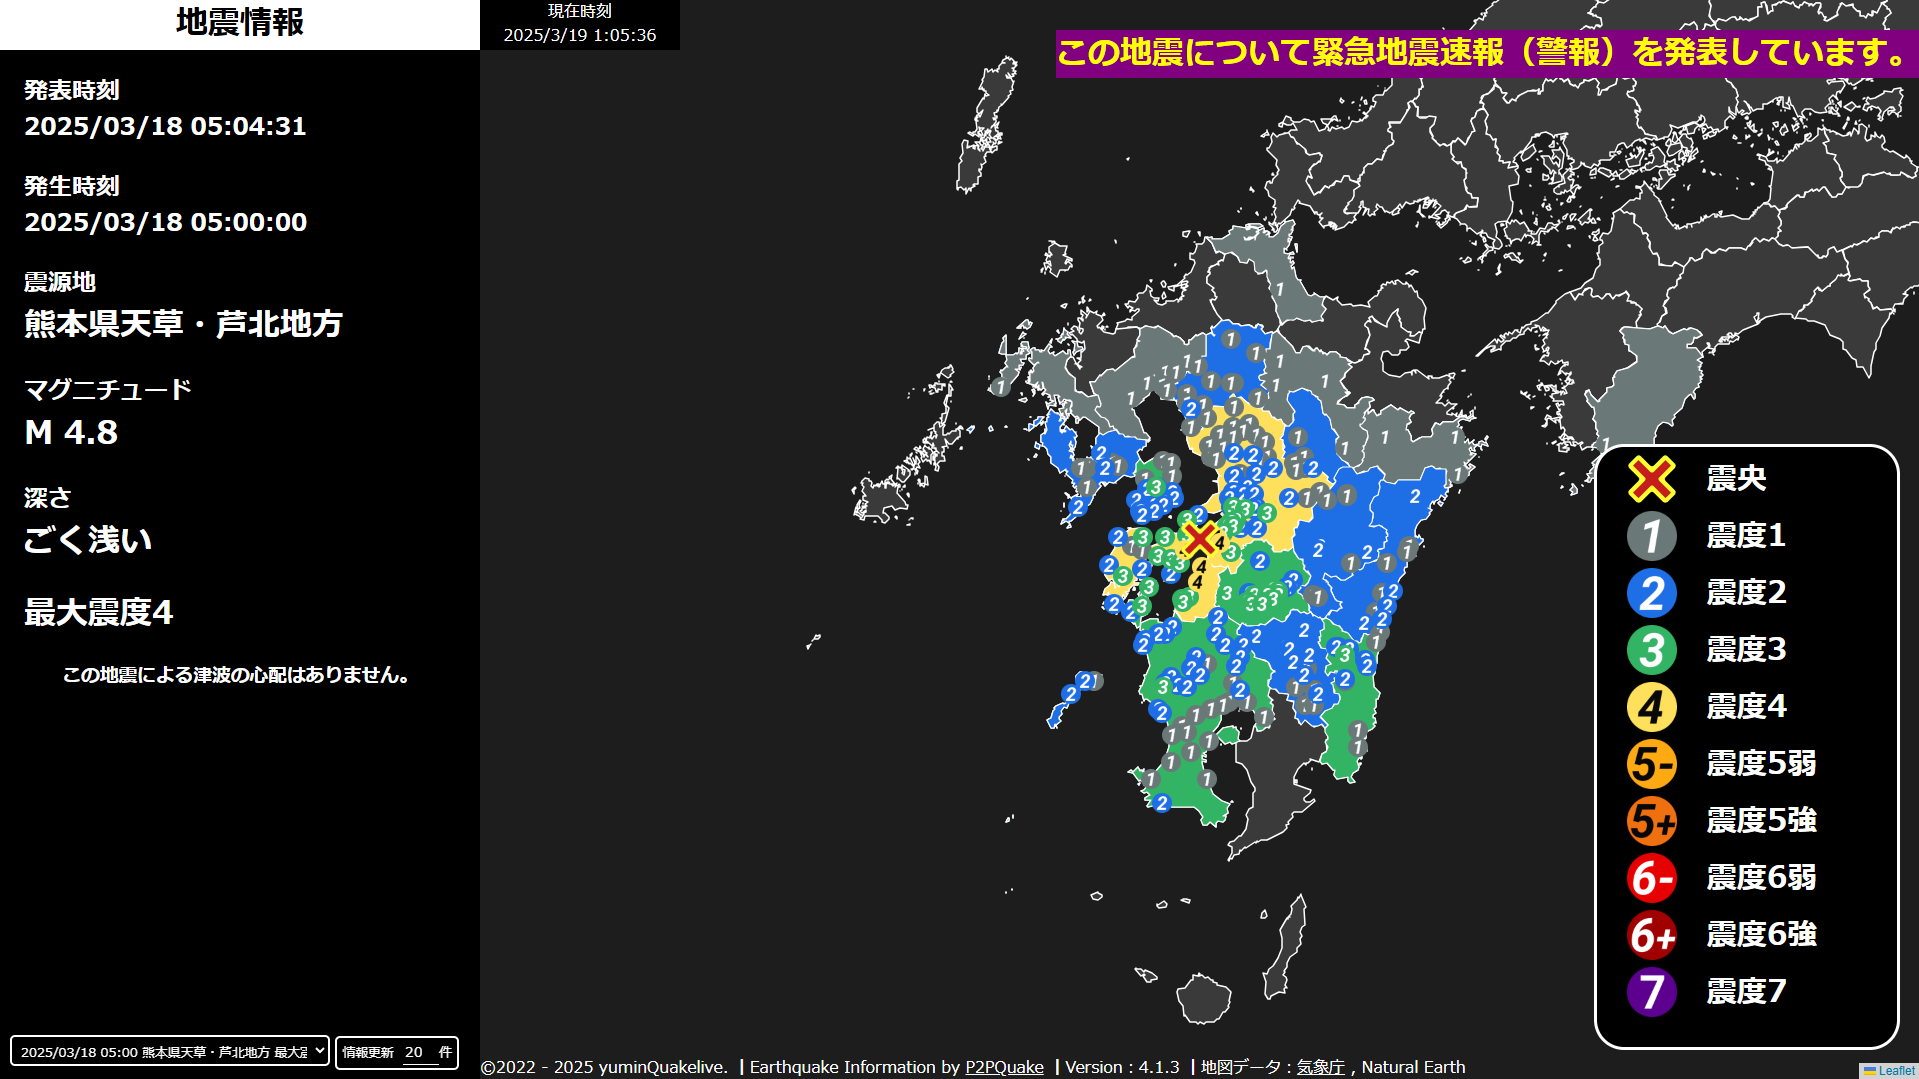 地震情報
現在時刻
2025/3/19 1:05:36
この地震について緊急地震速報（警報）を発表しています。
発表時刻
2025/03/18 05:04:31
発生時刻
2025/03/18 05:00:00
震源地
熊本県天草・芦北地方
マグニチュード
M 4.8
深さ
ごく浅い
最大震度4
この地震による津波の心配はありません。
2025/03/18 05:00 熊本県天草・芦北地方 最大震
情報更新 20 件
震央
1 震度1
2 震度2
3 震度3
4 震度4
5- 震度5弱
5+ 震度5強
6- 震度6弱
6+ 震度6強
7 震度7
©2022 - 2025 yuminQuakelive. ┃Earthquake Information by P2PQuake ┃Version : 4.1.3 ┃地図データ : 気象庁 , Natural Earth
Leaflet